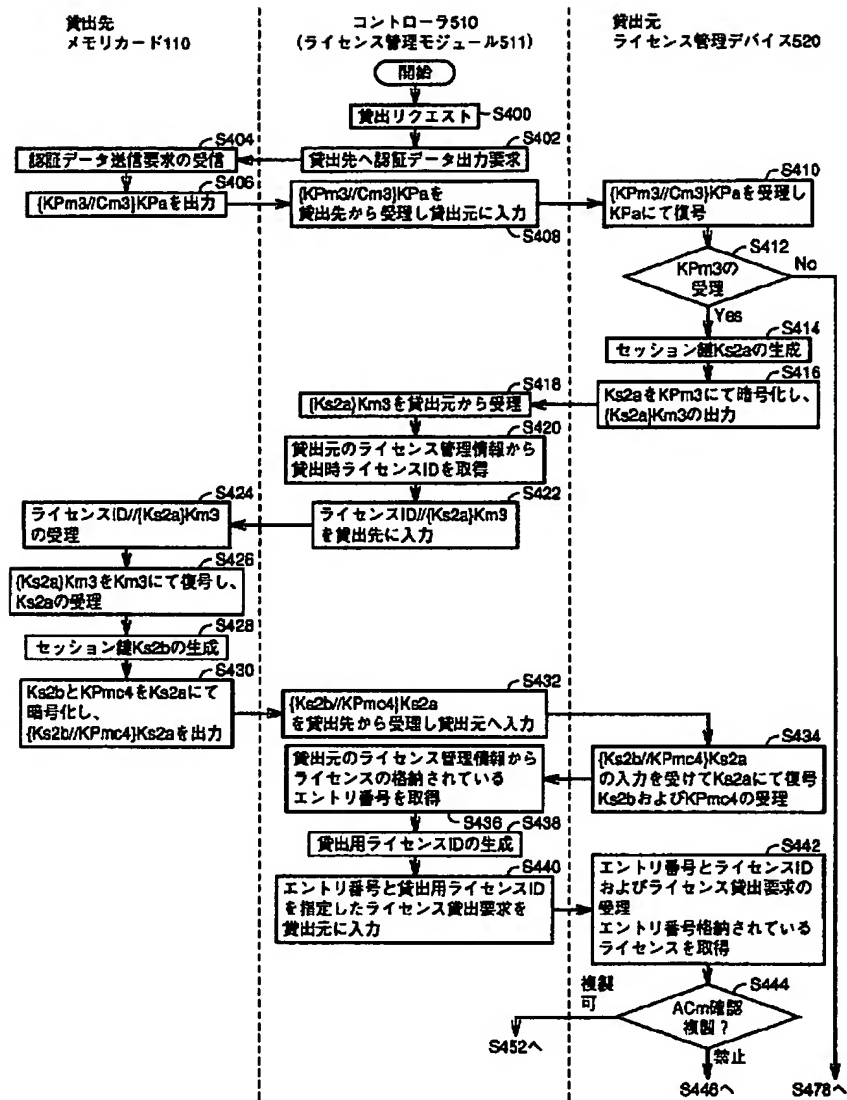 貸出先
メモリカード110
コントローラ510
(ライセンス管理モジュール511)
貸出元
ライセンス管理デバイス520
開始
貸出リクエスト
S400
S402
貸出先へ認証データ出力要求
S404
認証データ送信要求の受信
S406
{KPm3//Cm3}KPaを出力
{KPm3//Cm3}KPaを
貸出先から受理し貸出元に入力
S408
S410
{KPm3//Cm3}KPaを受理し
KPaにて復号
S412
KPm3の
受理
No
Yes
S414
セッション鍵Ks2aの生成
S416
Ks2aをKPm3にて暗号化し、
{Ks2a}Km3の出力
S418
{Ks2a}Km3を貸出元から受理
S420
貸出元のライセンス管理情報から
貸出時ライセンスIDを取得
S422
ライセンスID//{Ks2a}Km3
を貸出先に入力
S424
ライセンスID//{Ks2a}Km3
の受理
S426
{Ks2a}Km3をKm3にて復号し、
Ks2aの受理
S428
セッション鍵Ks2bの生成
S430
Ks2bとKPmc4をKs2aにて
暗号化し、
{Ks2b//KPmc4}Ks2aを出力
S432
{Ks2b//KPmc4}Ks2a
を貸出先から受理し貸出元へ入力
S434
{Ks2b//KPmc4}Ks2a
の入力を受けてKs2aにて復号
Ks2bおよびKPmc4の受理
貸出元のライセンス管理情報から
ライセンスの格納されている
エントリ番号を取得
S436
S438
貸出用ライセンスIDの生成
S440
エントリ番号と貸出用ライセンスID
を指定したライセンス貸出要求を
貸出元に入力
S442
エントリ番号とライセンスID
およびライセンス貸出要求の
受理
エントリ番号格納されている
ライセンスを取得
S444
ACm確認
複製?
複製
可
禁止
S452へ
S446へ
S478へ